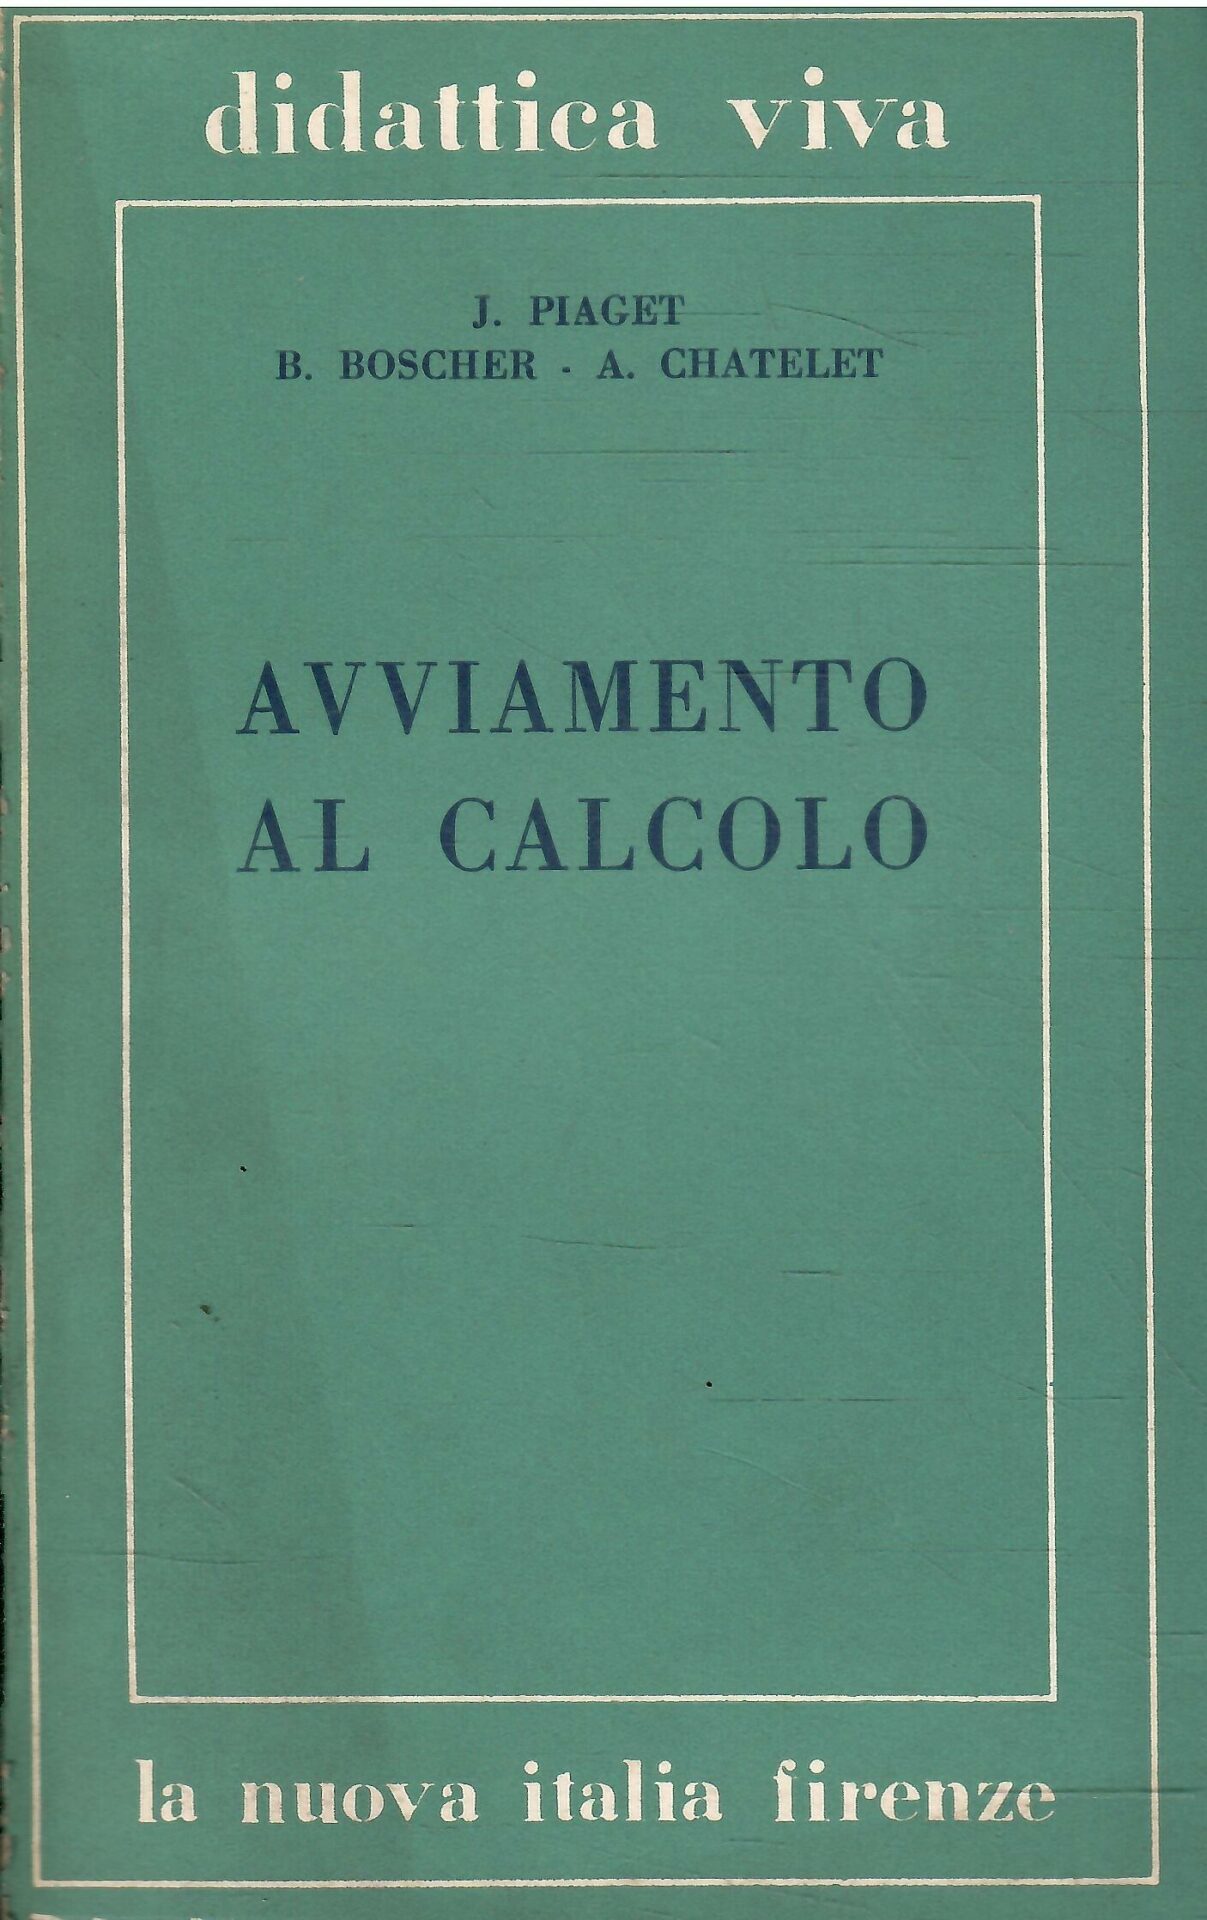 didattica viva
J. PIAGET
B. BOSCHER - A. CHATELET
AVVIAMENTO
AL CALCOLO
la nuova italia firenze